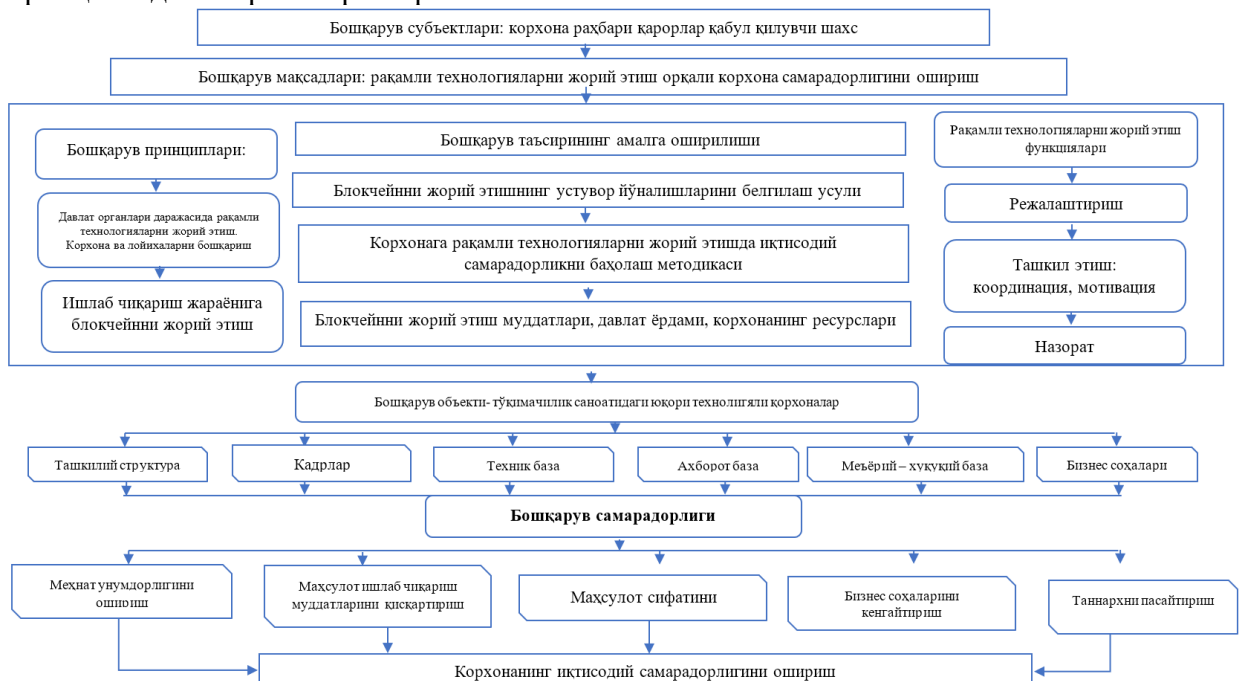 Бошқарув субъектлари: корхона раҳбари қарорлар қабул қилувчи шахс
Бошқарув мақсадлари: рақамли технологияларни жорий этиш орқали корхона самарадорлигини ошириш
Бошқарув принциплари:
Давлат органлари даражасида рақамли
технологияларни жорий этиш.
Корхона ва лойиҳаларни бошқариш
Ишлаб чиқариш жараёнига
блокчейнни жорий этиш
Бошқарув таъсирининг амалга оширилиши
Блокчейнни жорий этишнинг устувор йўналишларини белгилаш усули
Корхонага рақамли технологияларни жорий этишда иқтисодий
самарадорликни баҳолаш методикаси
Блокчейнни жорий этиш муддатлари, давлат ёрдами, корхонанинг ресурслари
Рақамли технологияларни жорий этиш
функциялари
Режалаштириш
Ташкил этиш:
координация, мотивация
Назорат
Бошқарув объекти- тўқимачилик саноатидаги юқори технолигяли қорхоналар
Ташкилий структура
Кадрлар
Техник база
Ахборот база
Меъёрий – ҳуқуқий база
Бизнес соҳалари
Бошқарув самарадорлиги
Меҳнат унумдорлигини
ошириш
Маҳсулот ишлаб чиқариш
муддатларини қисқартириш
Маҳсулот сифатини
Бизнес соҳаларини
кенгайтириш
Таннархни пасайтириш
Корхонанинг иқтисодий самарадорлигини ошириш